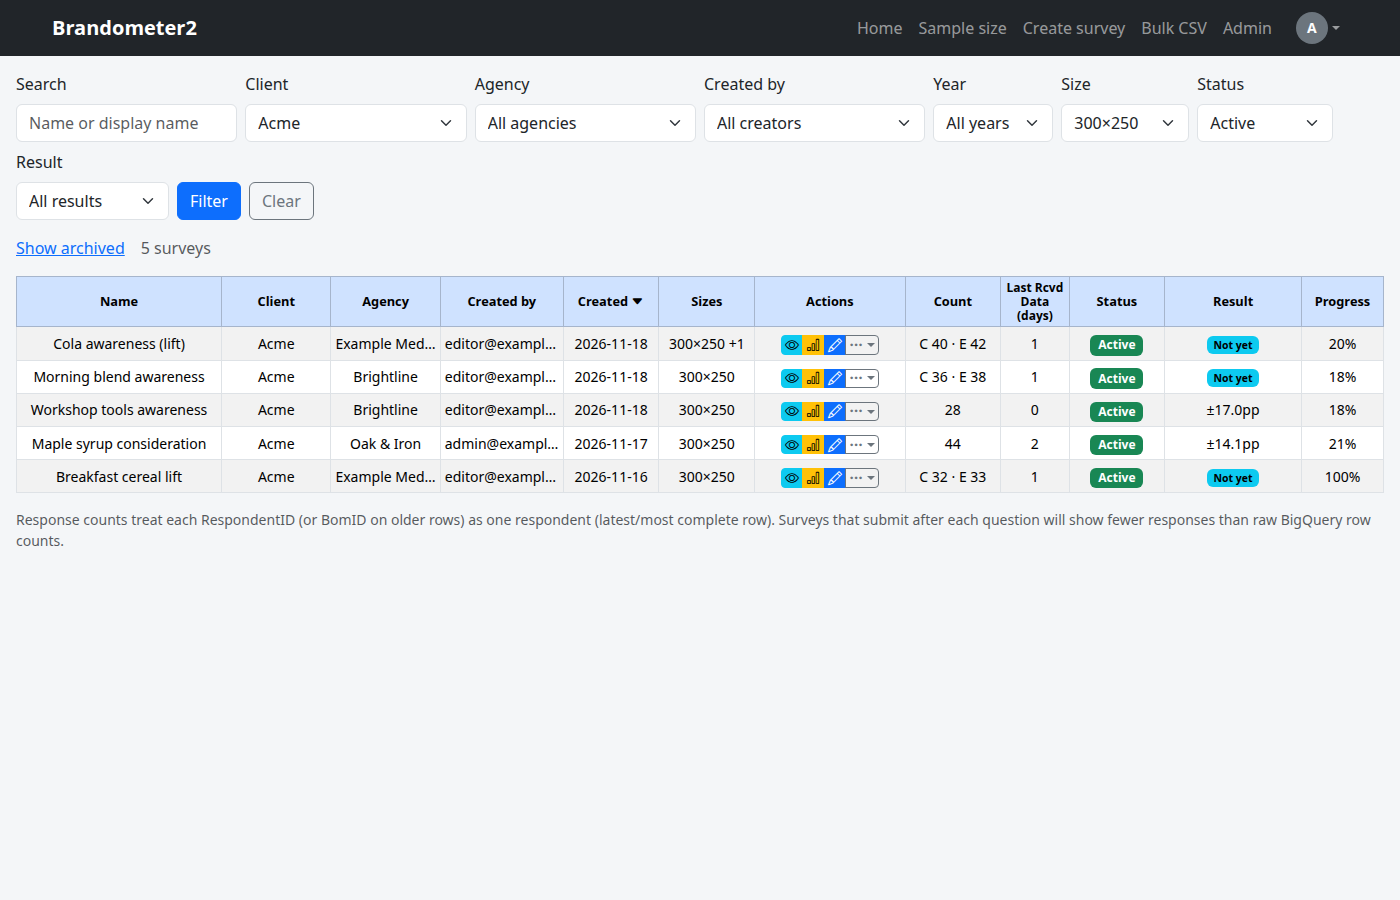 Brandometer2
Home Sample size Create survey Bulk CSV Admin A
Search Client Agency Created by Year Size Status
Name or display name Acme All agencies All creators All years 300×250 Active
Result
All results Filter Clear
Show archived 5 surveys
Name Client Agency Created by Created Sizes Actions Count Last Rcvd Data (days) Status Result Progress
Cola awareness (lift) Acme Example Med... editor@exampl... 2026-11-18 300×250 +1 C 40 · E 42 1 Active Not yet 20%
Morning blend awareness Acme Brightline editor@exampl... 2026-11-18 300×250 C 36 · E 38 1 Active Not yet 18%
Workshop tools awareness Acme Brightline editor@exampl... 2026-11-18 300×250 28 0 Active ±17.0pp 18%
Maple syrup consideration Acme Oak & Iron admin@exampl... 2026-11-17 300×250 44 2 Active ±14.1pp 21%
Breakfast cereal lift Acme Example Med... editor@exampl... 2026-11-16 300×250 C 32 · E 33 1 Active Not yet 100%
Response counts treat each RespondentID (or BomID on older rows) as one respondent (latest/most complete row). Surveys that submit after each question will show fewer responses than raw BigQuery row
counts.